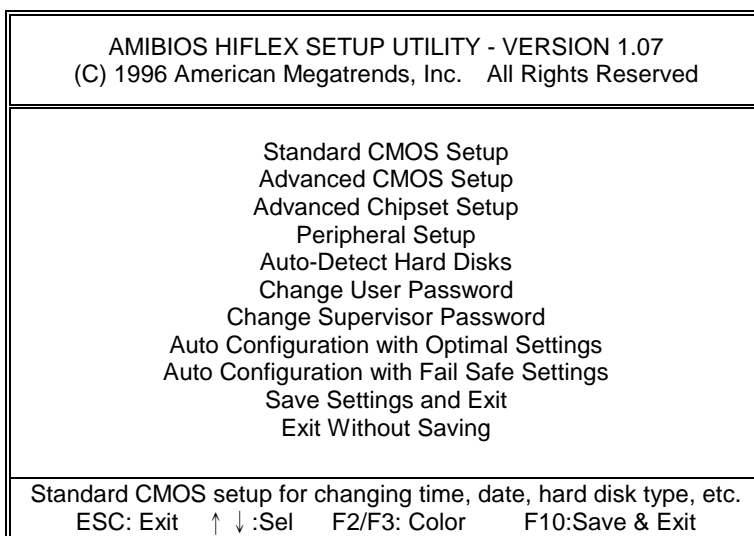 AMIBIOS HIFLEX SETUP UTILITY - VERSION 1.07
(C) 1996 American Megatrends, Inc. All Rights Reserved
Standard CMOS Setup
Advanced CMOS Setup
Advanced Chipset Setup
Peripheral Setup
Auto-Detect Hard Disks
Change User Password
Change Supervisor Password
Auto Configuration with Optimal Settings
Auto Configuration with Fail Safe Settings
Save Settings and Exit
Exit Without Saving
Standard CMOS setup for changing time, date, hard disk type, etc.
ESC: Exit ↑ ↓ :Sel F2/F3: Color F10:Save & Exit